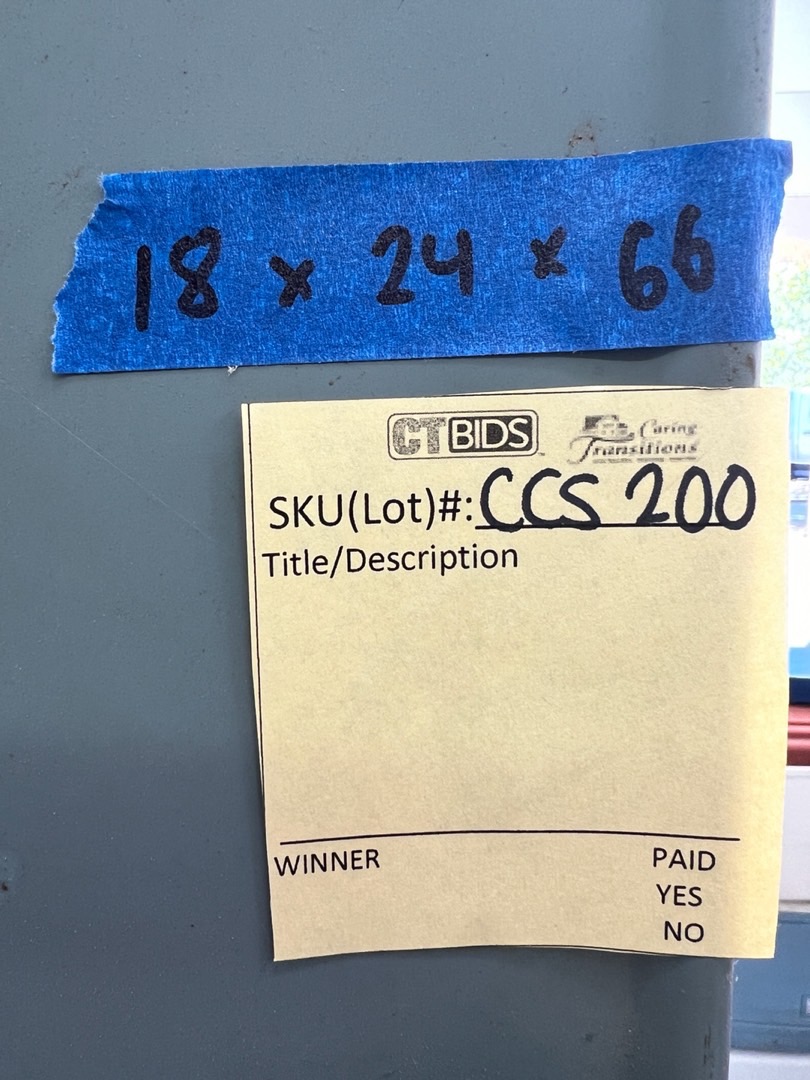 18 x 24 x 66
CTBIDS Caring
Transitions
SKU(Lot)#: CCS 200
Title/Description
WINNER PAID
YES
NO